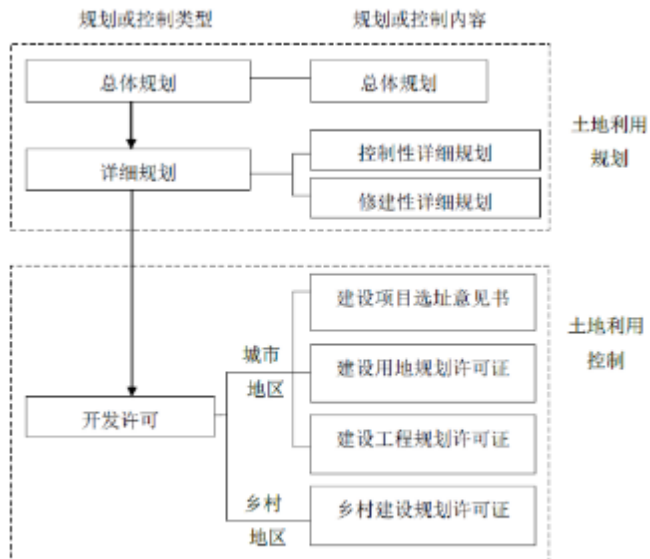 规划或控制类型
规划或控制内容
总体规划
总体规划
土地利用
规划
详细规划
控制性详细规划
修建性详细规划
建设项目选址意见书
土地利用
控制
城市
地区
建设用地规划许可证
开发许可
建设工程规划许可证
乡村
地区
乡村建设规划许可证